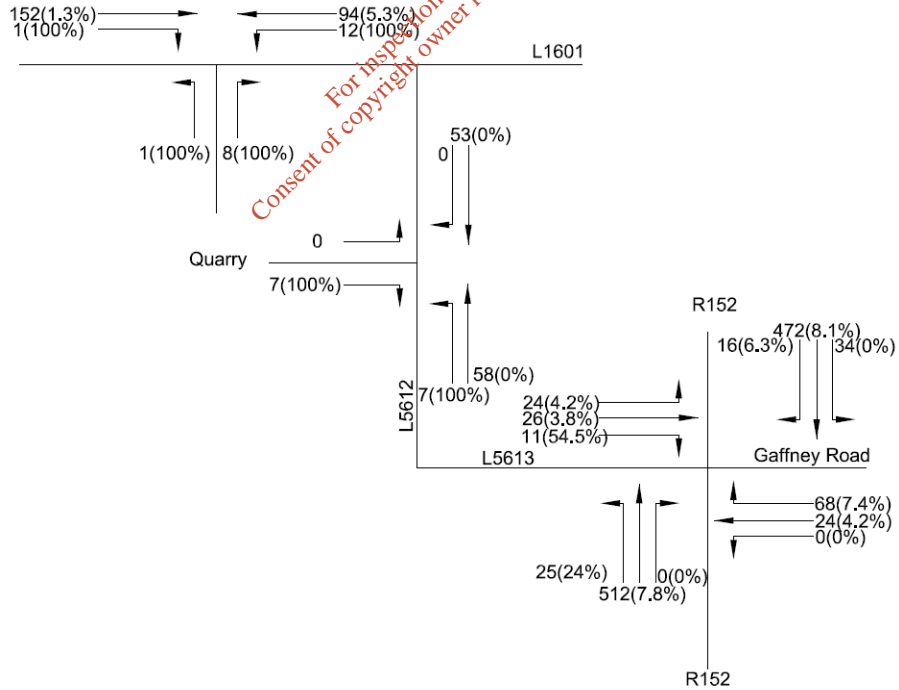 152(1.3%)
94(5.3%)
1(100%)
12(100%)
L1601
For inspection
Consent of copyright owner
1(100%)
8(100%)
53(0%)
0
0
Quarry
7(100%)
R152
472(8.1%)
16(6.3%)
34(0%)
58(0%)
7(100%)
L5612
24(4.2%)
26(3.8%)
11(54.5%)
L5613
Gaffney Road
68(7.4%)
24(4.2%)
0(0%)
25(24%)
0(0%)
512(7.8%)
R152